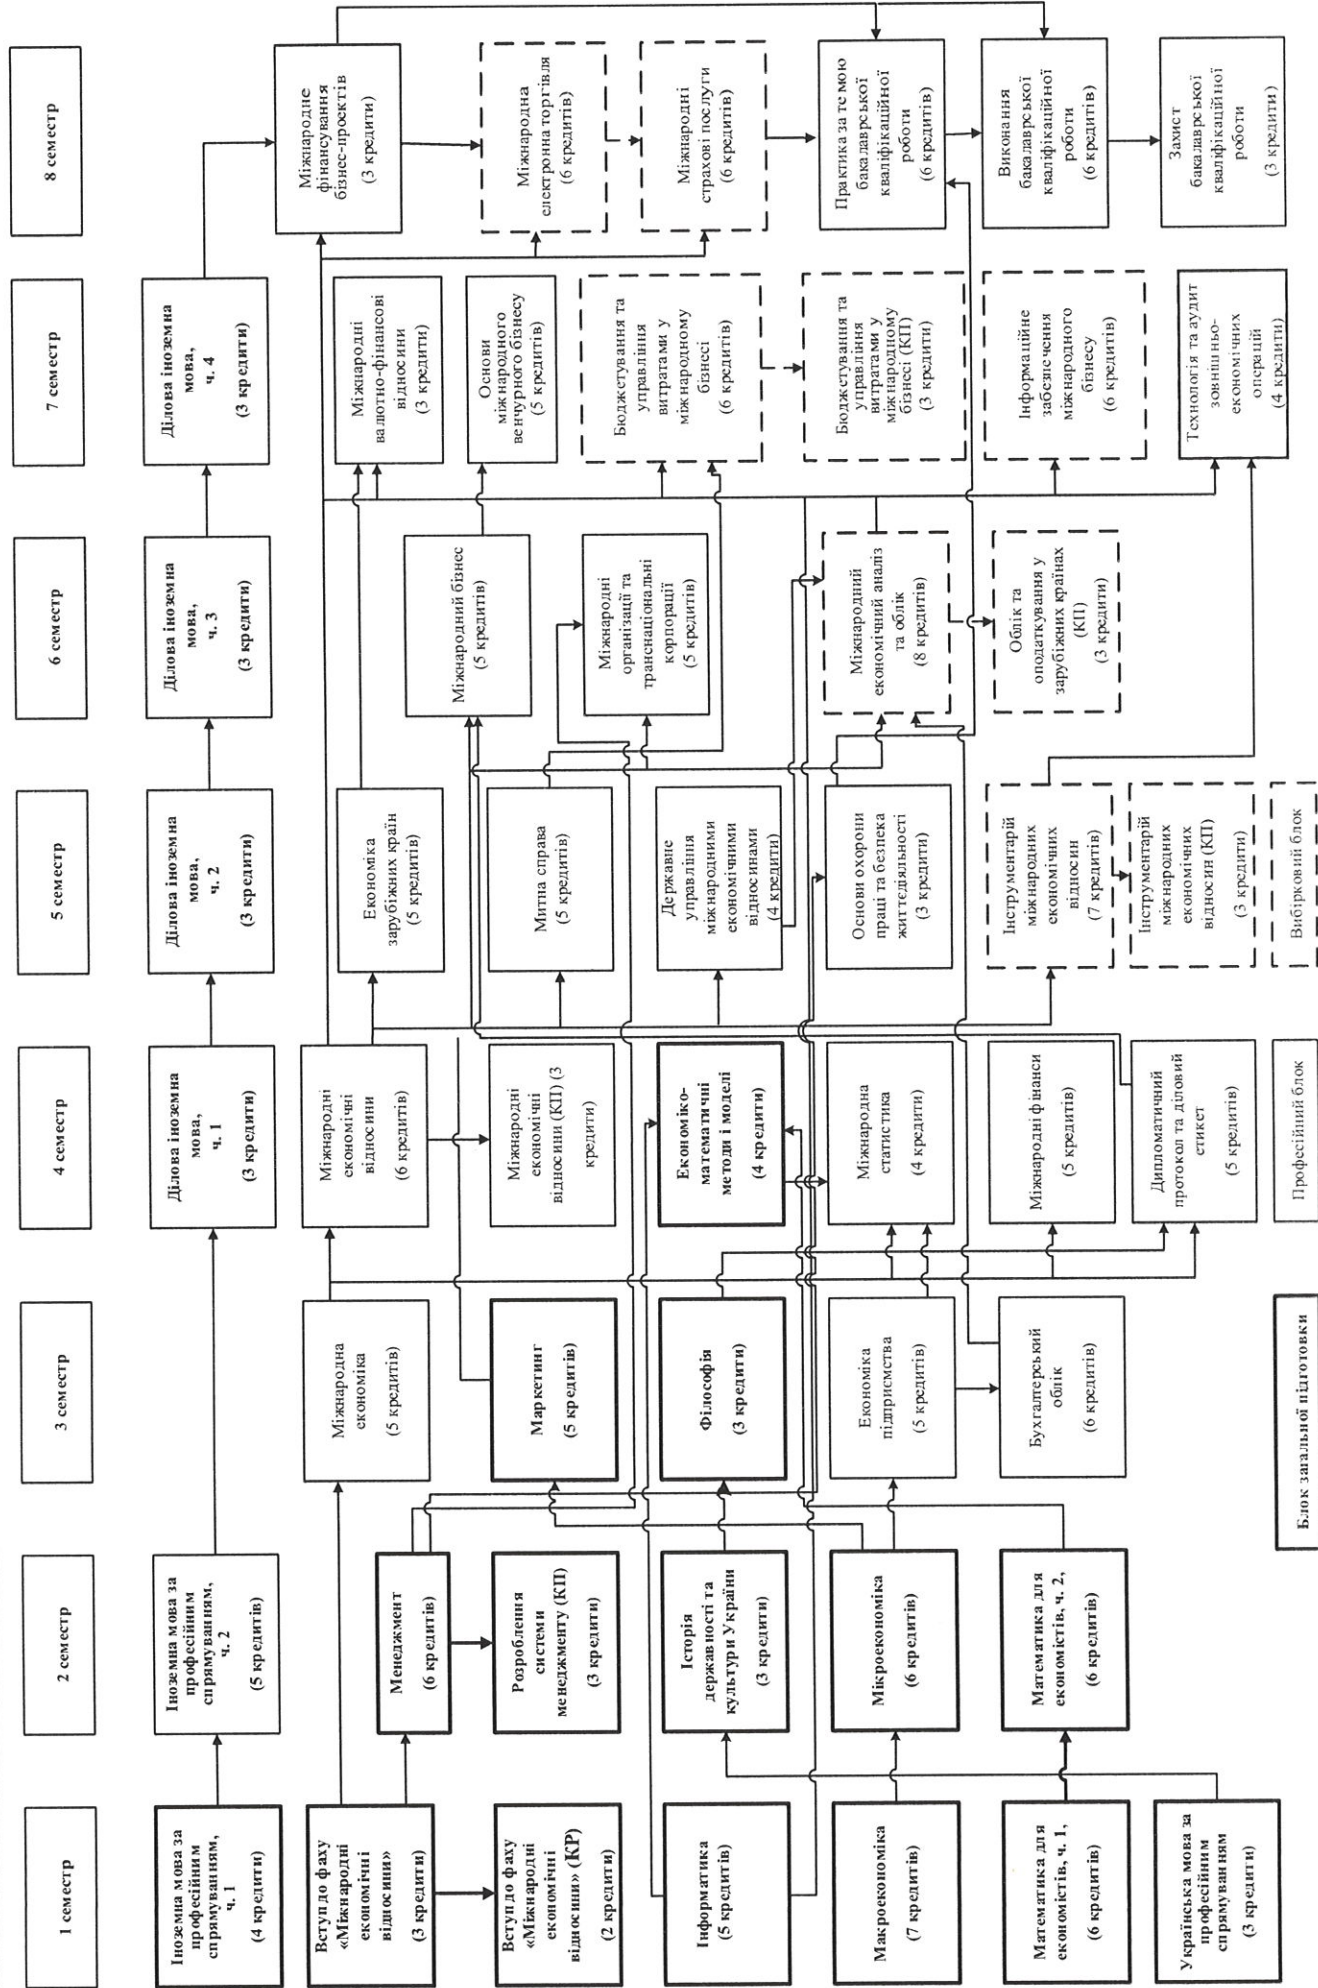 1 семестр
Іноземна мова за
професійним
спрямуванням,
ч. 1
(4 кредити)
Вступ до фаху
«Міжнародні
економічні
відносини»
(3 кредити)
Вступ до фаху
«Міжнародні
економічні
відносини» (КР)
(2 кредити)
Інформатика
(5 кредитів)
Макроекономіка
(7 кредитів)
Математика для
економістів, ч. 1,
(6 кредитів)
Українська мова за
професійним
спрямуванням
(3 кредити)
2 семестр
Іноземна мова за
професійним
спрямуванням,
ч. 2
(5 кредитів)
Менеджмент
(6 кредитів)
Розроблення
системи
менеджменту (КП)
(3 кредити)
Історія
державності та
культури України
(3 кредити)
Мікроекономіка
(6 кредитів)
Математика для
економістів, ч. 2,
(6 кредитів)
3 семестр
Міжнародна
економіка
(5 кредитів)
Маркетинг
(5 кредитів)
Філософія
(3 кредити)
Економіка
підприємства
(5 кредитів)
Бухгалтерський
облік
(6 кредитів)
4 семестр
Ділова іноземна
мова,
ч. 1
(3 кредити)
Міжнародні
економічні
відносини
(6 кредитів)
Міжнародні
економічні
відносини (КП) (3
кредити)
Економіко-
математичні
методи і моделі
(4 кредити)
Міжнародна
статистика
(4 кредити)
Міжнародні фінанси
(5 кредитів)
Дипломатичний
протокол та діловий
етикет
(5 кредитів)
5 семестр
Ділова іноземна
мова,
ч. 2
(3 кредити)
Економіка
зарубіжних країн
(5 кредитів)
Митна справа
(5 кредитів)
Державне
управління
міжнародними
економічними
відносинами
(4 кредити)
Основи охорони
праці та безпека
життєдіяльності
(3 кредити)
Інструментарій
міжнародних
економічних
відносин
(7 кредитів)
Інструментарій
міжнародних
економічних
відносин (КП)
(3 кредити)
6 семестр
Ділова іноземна
мова,
ч. 3
(3 кредити)
Міжнародний бізнес
(5 кредитів)
Міжнародні
організації та
транснаціональні
корпорації
(5 кредитів)
Міжнародний
економічний аналіз
та облік
(8 кредитів)
Облік та
оподаткування у
зарубіжних країнах
(КП)
(3 кредити)
7 семестр
Ділова іноземна
мова,
ч. 4
(3 кредити)
Міжнародні
валютно-фінансові
відносини
(3 кредити)
Основи
міжнародного
венчурного бізнесу
(5 кредитів)
Бюджетування та
управління
витратами у
міжнародному
бізнесі
(6 кредитів)
Бюджетування та
управління
витратами у
міжнародному
бізнесі (КП)
(3 кредити)
Інформаційне
забезпечення
міжнародного
бізнесу
(6 кредитів)
Технологія та аудит
зовнішньо-
економічних
операцій
(4 кредити)
8 семестр
Міжнародне
фінансування
бізнес-проектів
(3 кредити)
Міжнародна
електронна торгівля
(6 кредитів)
Міжнародні
страхові послуги
(6 кредитів)
Практика за темою
бакалаврської
кваліфікаційної
роботи
(6 кредитів)
Виконання
бакалаврської
кваліфікаційної
роботи
(6 кредитів)
Захист
бакалаврської
кваліфікаційної
роботи
(3 кредити)
Блок загальної підготовки
Професійний блок
Вибірковий блок